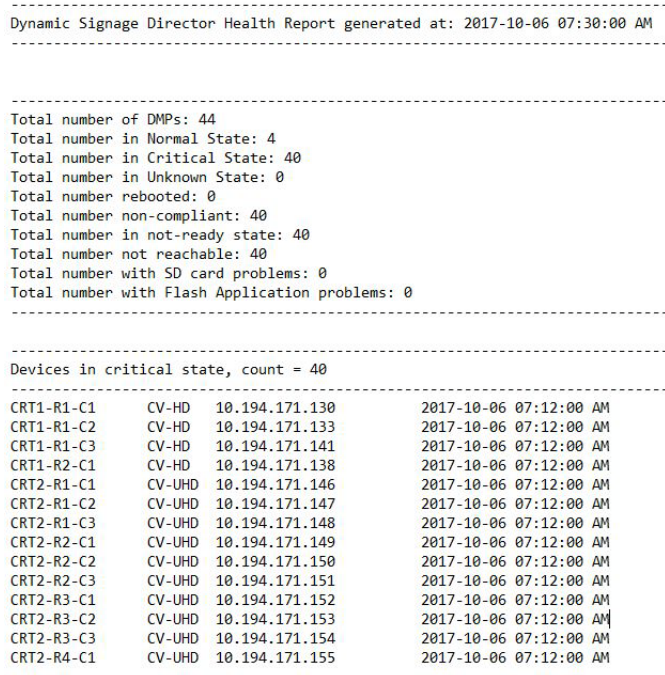 --------------------------------------------------------------------------------
Dynamic Signage Director Health Report generated at: 2017-10-06 07:30:00 AM
--------------------------------------------------------------------------------
--------------------------------------------------------------------------------
Total number of DMPs: 44
Total number in Normal State: 4
Total number in Critical State: 40
Total number in Unknown State: 0
Total number rebooted: 0
Total number non-compliant: 40
Total number in not-ready state: 40
Total number not reachable: 40
Total number with SD card problems: 0
Total number with Flash Application problems: 0
--------------------------------------------------------------------------------
--------------------------------------------------------------------------------
Devices in critical state, count = 40
--------------------------------------------------------------------------------
CRT1-R1-C1      CV-HD   10.194.171.130          2017-10-06 07:12:00 AM
CRT1-R1-C2      CV-HD   10.194.171.133          2017-10-06 07:12:00 AM
CRT1-R1-C3      CV-HD   10.194.171.141          2017-10-06 07:12:00 AM
CRT1-R2-C1      CV-HD   10.194.171.138          2017-10-06 07:12:00 AM
CRT2-R1-C1      CV-UHD  10.194.171.146          2017-10-06 07:12:00 AM
CRT2-R1-C2      CV-UHD  10.194.171.147          2017-10-06 07:12:00 AM
CRT2-R1-C3      CV-UHD  10.194.171.148          2017-10-06 07:12:00 AM
CRT2-R2-C1      CV-UHD  10.194.171.149          2017-10-06 07:12:00 AM
CRT2-R2-C2      CV-UHD  10.194.171.150          2017-10-06 07:12:00 AM
CRT2-R2-C3      CV-UHD  10.194.171.151          2017-10-06 07:12:00 AM
CRT2-R3-C1      CV-UHD  10.194.171.152          2017-10-06 07:12:00 AM
CRT2-R3-C2      CV-UHD  10.194.171.153          2017-10-06 07:12:00 AM
CRT2-R3-C3      CV-UHD  10.194.171.154          2017-10-06 07:12:00 AM
CRT2-R4-C1      CV-UHD  10.194.171.155          2017-10-06 07:12:00 AM